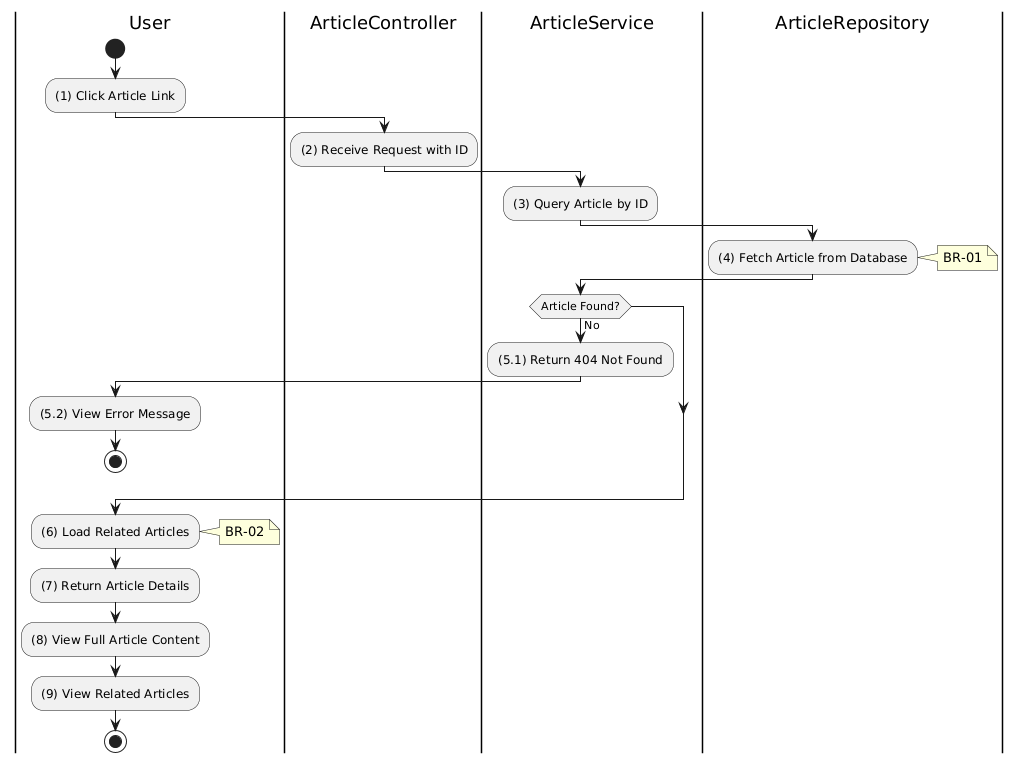 User
ArticleController
ArticleService
ArticleRepository
(1) Click Article Link
(2) Receive Request with ID
(3) Query Article by ID
(4) Fetch Article from Database
BR-01
Article Found?
No
(5.1) Return 404 Not Found
(5.2) View Error Message
(6) Load Related Articles
BR-02
(7) Return Article Details
(8) View Full Article Content
(9) View Related Articles